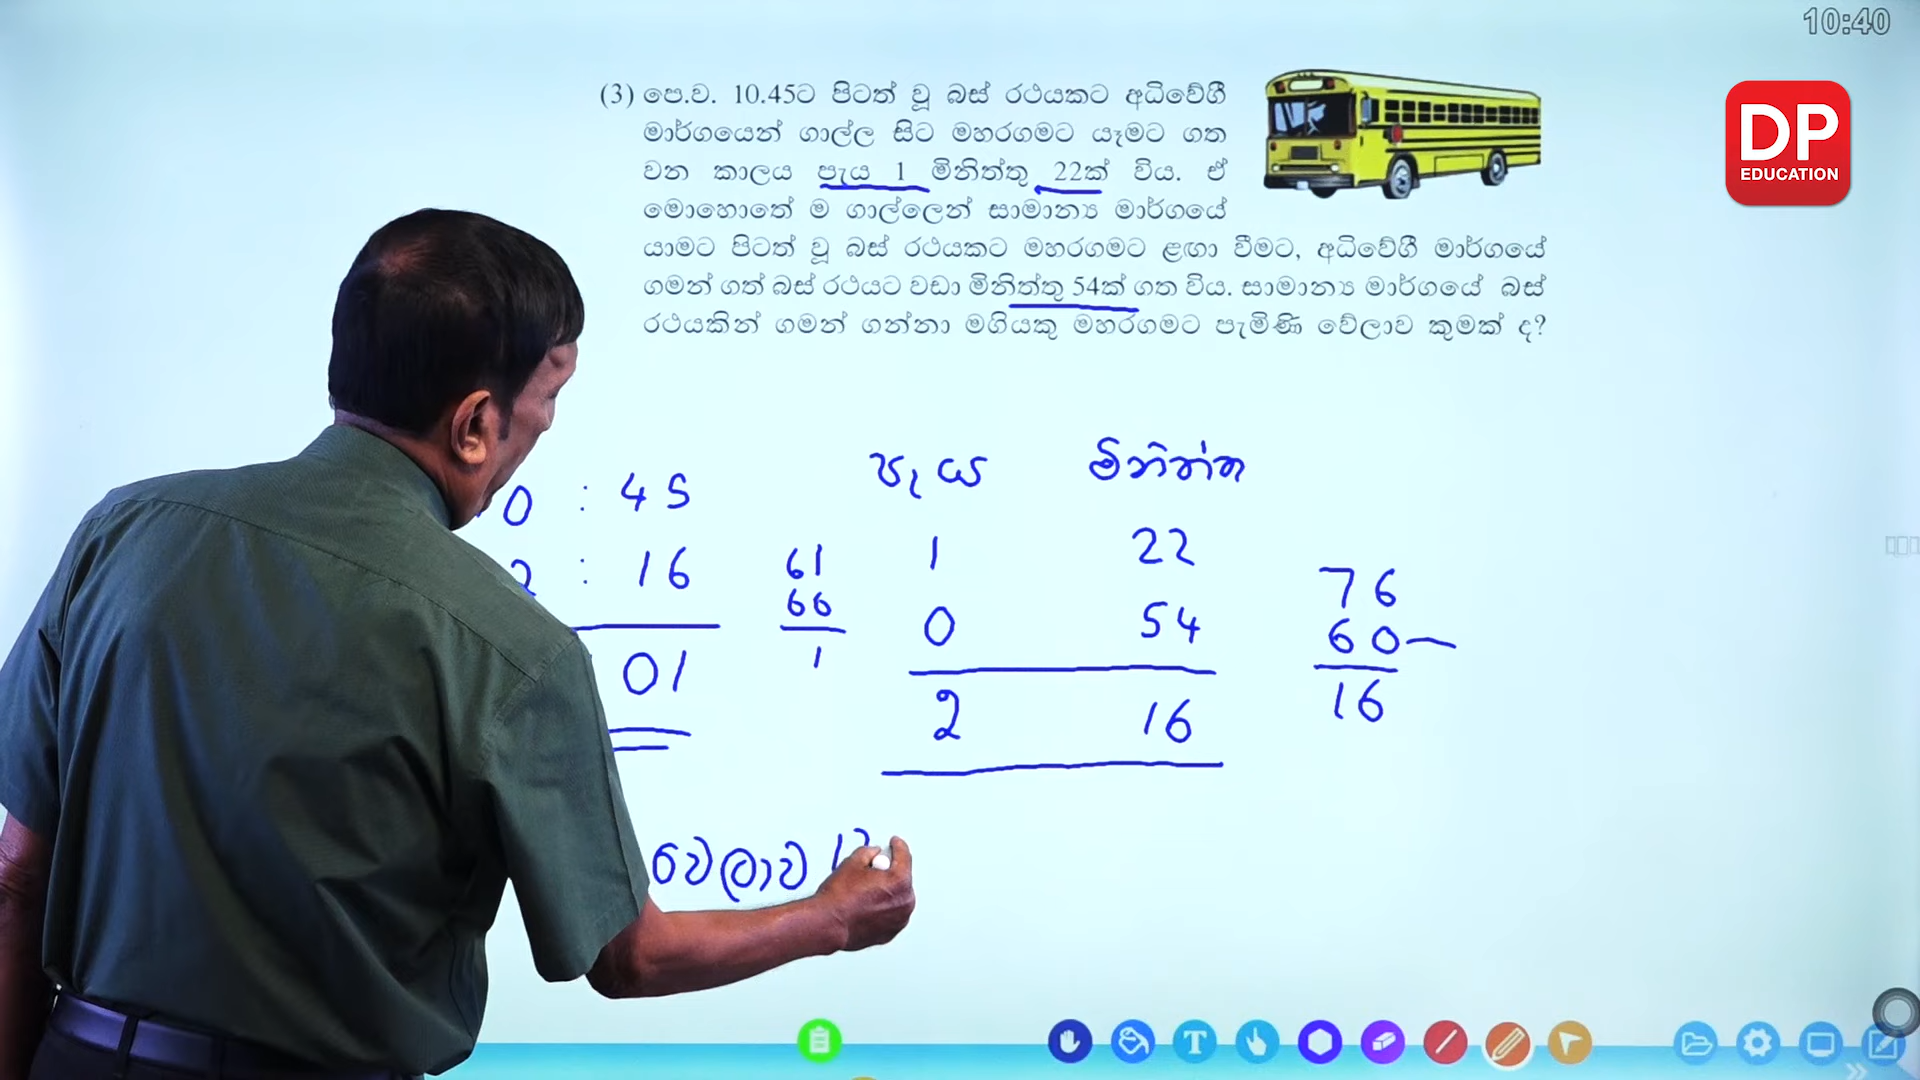 10:40
DP
EDUCATION
(3) පෙ.ව. 10.45ට පිටත් වූ බස් රථයකට අධිවේගී
මාර්ගයෙන් ගාල්ල සිට මහරගමට යෑමට ගත
වන කාලය පැය 1 මිනිත්තු 22ක් විය. ඒ
මොහොතේ ම ගාල්ලෙන් සාමාන්‍ය මාර්ගයේ
යාමට පිටත් වූ බස් රථයකට මහරගමට ළඟා වීමට, අධිවේගී මාර්ගයේ
ගමන් ගත් බස් රථයට වඩා මිනිත්තු 54ක් ගත විය. සාමාන්‍ය මාර්ගයේ බස්
රථයකින් ගමන් ගන්නා මගියකු මහරගමට පැමිණි වේලාව කුමක් ද?
0 : 45
2 : 16
01
61
60
1
පැය මිනිත්තු
1 22
0 54
2 16
76
60 –
16
වේලාව